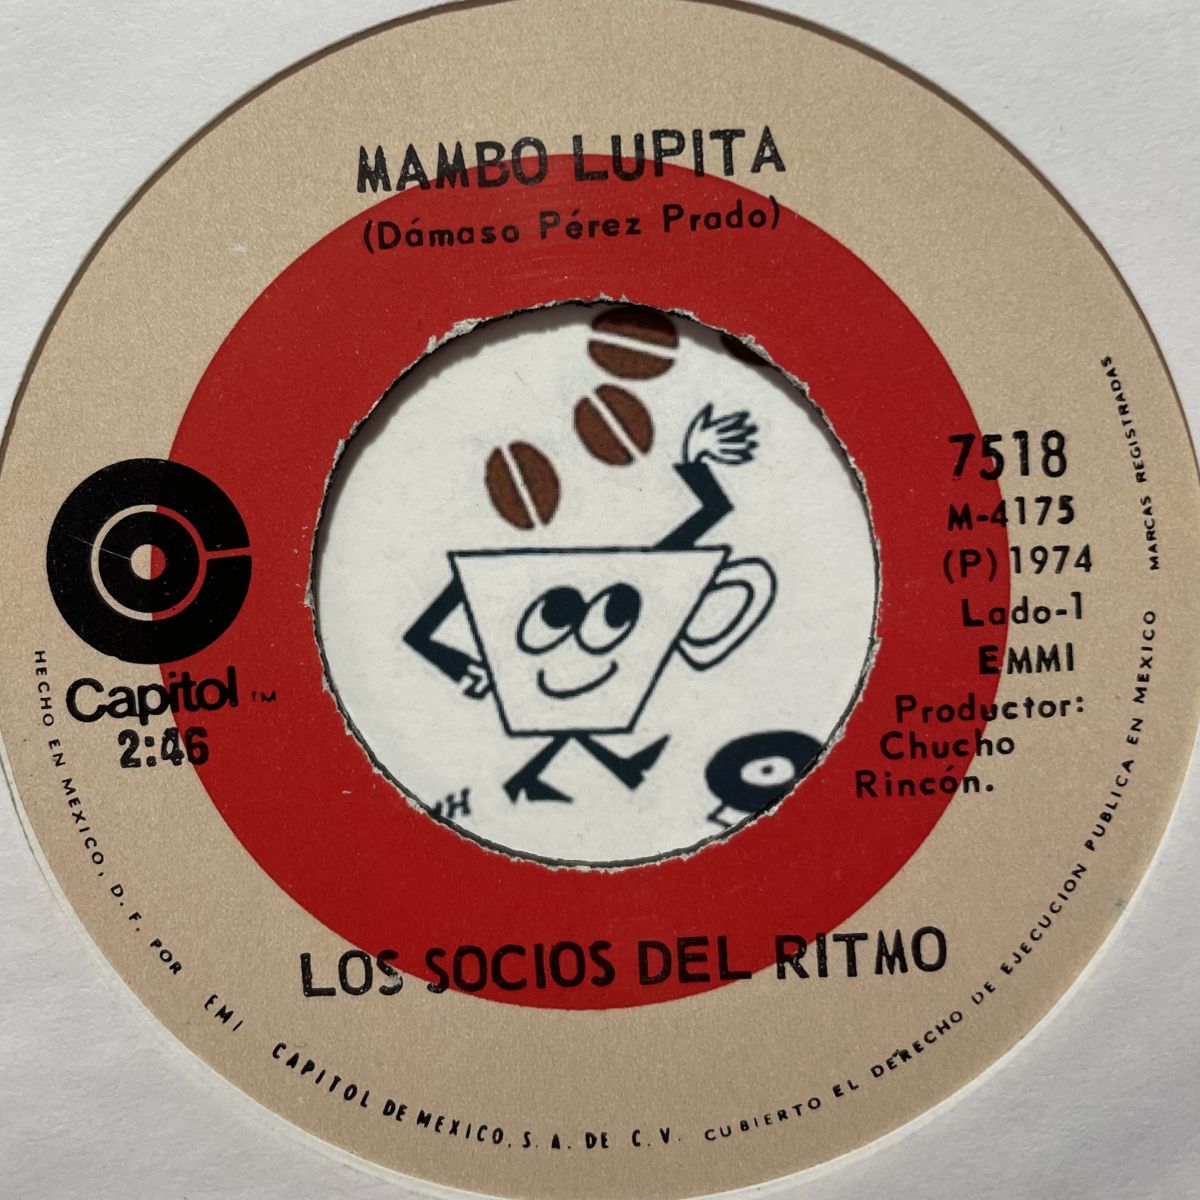 MAMBO LUPITA
(Dámaso Pérez Prado)
7518
M-4175
(P) 1974
Lado-1
EMMI
Productor:
Chucho
Rincón.
Capitol ™
2:46
LOS SOCIOS DEL RITMO
HECHO EN MEXICO, D. F. POR EMI CAPITOL DE MEXICO, S. A. DE C. V. CUBIERTO EL DERECHO DE EJECUCION PUBLICA EN MEXICO MARCAS REGISTRADAS